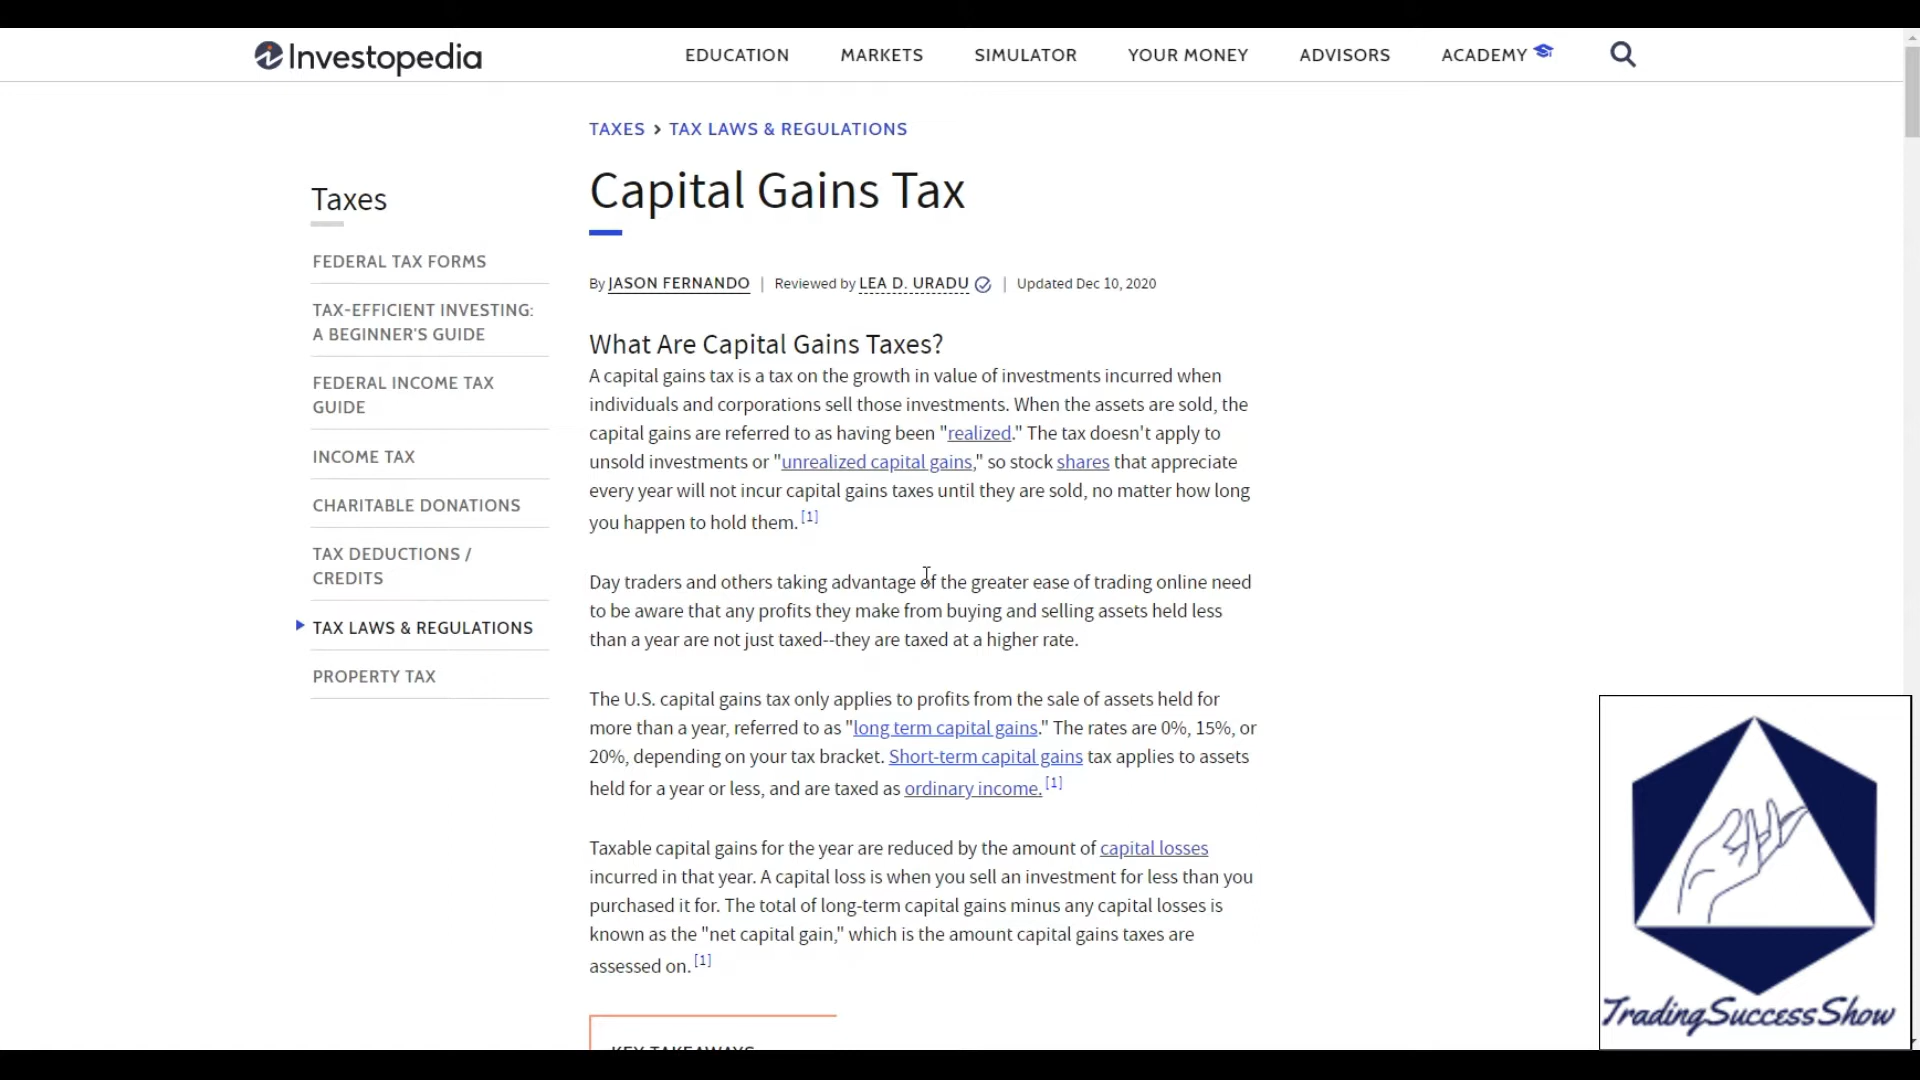 Investopedia
EDUCATION
MARKETS
SIMULATOR
YOUR MONEY
ADVISORS
ACADEMY
TAXES > TAX LAWS & REGULATIONS
Taxes
FEDERAL TAX FORMS
TAX-EFFICIENT INVESTING:
A BEGINNER'S GUIDE
FEDERAL INCOME TAX
GUIDE
INCOME TAX
CHARITABLE DONATIONS
TAX DEDUCTIONS /
CREDITS
TAX LAWS & REGULATIONS
PROPERTY TAX
Capital Gains Tax
By JASON FERNANDO | Reviewed by LEA D. URADU | Updated Dec 10, 2020
What Are Capital Gains Taxes?
A capital gains tax is a tax on the growth in value of investments incurred when
individuals and corporations sell those investments. When the assets are sold, the
capital gains are referred to as having been "realized." The tax doesn't apply to
unsold investments or "unrealized capital gains," so stock shares that appreciate
every year will not incur capital gains taxes until they are sold, no matter how long
you happen to hold them. [1]
Day traders and others taking advantage of the greater ease of trading online need
to be aware that any profits they make from buying and selling assets held less
than a year are not just taxed--they are taxed at a higher rate.
The U.S. capital gains tax only applies to profits from the sale of assets held for
more than a year, referred to as "long term capital gains." The rates are 0%, 15%, or
20%, depending on your tax bracket. Short-term capital gains tax applies to assets
held for a year or less, and are taxed as ordinary income. [1]
Taxable capital gains for the year are reduced by the amount of capital losses
incurred in that year. A capital loss is when you sell an investment for less than you
purchased it for. The total of long-term capital gains minus any capital losses is
known as the "net capital gain," which is the amount capital gains taxes are
assessed on. [1]
KEY TAKEAWAYS
TradingSuccessShow